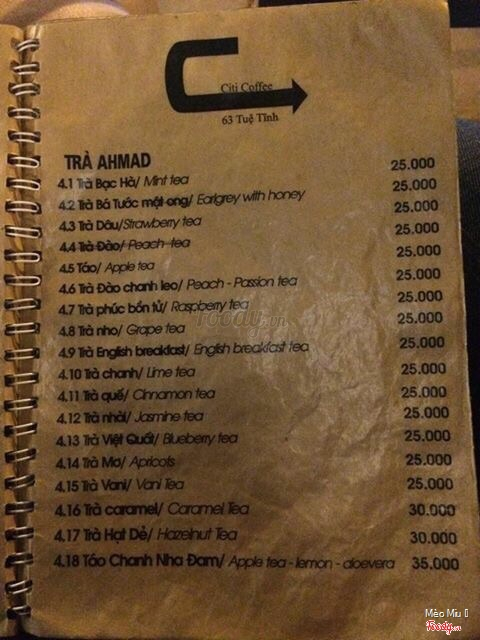 Citi Coffee
63 Tuệ Tĩnh
TRÀ AHMAD 25.000
4.1 Trà Bạc Hà/ Mint tea 25.000
4.2 Trà Bá Tước mật ong/ Earlgrey with honey 25.000
4.3 Trà Dâu/Strawberry tea 25.000
4.4 Trà Đào/ Peach tea 25.000
4.5 Táo/ Apple tea 25.000
4.6 Trà Đào chanh leo/ Peach - Passion tea 25.000
4.7 Trà phúc bồn tử/ Raspberry tea 25.000
4.8 Trà nho/ Grape tea 25.000
4.9 Trà English breakfast/ English breakfast tea 25.000
4.10 Trà chanh/ Lime tea 25.000
4.11 Trà quế/ Cinnamon tea 25.000
4.12 Trà nhài/ Jasmine tea 25.000
4.13 Trà Việt Quất/ Blueberry tea 25.000
4.14 Trà Mơ/ Apricots 25.000
4.15 Trà Vani/ Vani Tea 25.000
4.16 Trà caramel/ Caramel Tea 30.000
4.17 Trà Hạt Dẻ/ Hazelnut Tea 30.000
4.18 Táo Chanh Nha Đam/ Apple tea - lemon - aloevera 35.000
Foody.vn
Mèo Miu
Foody.vn